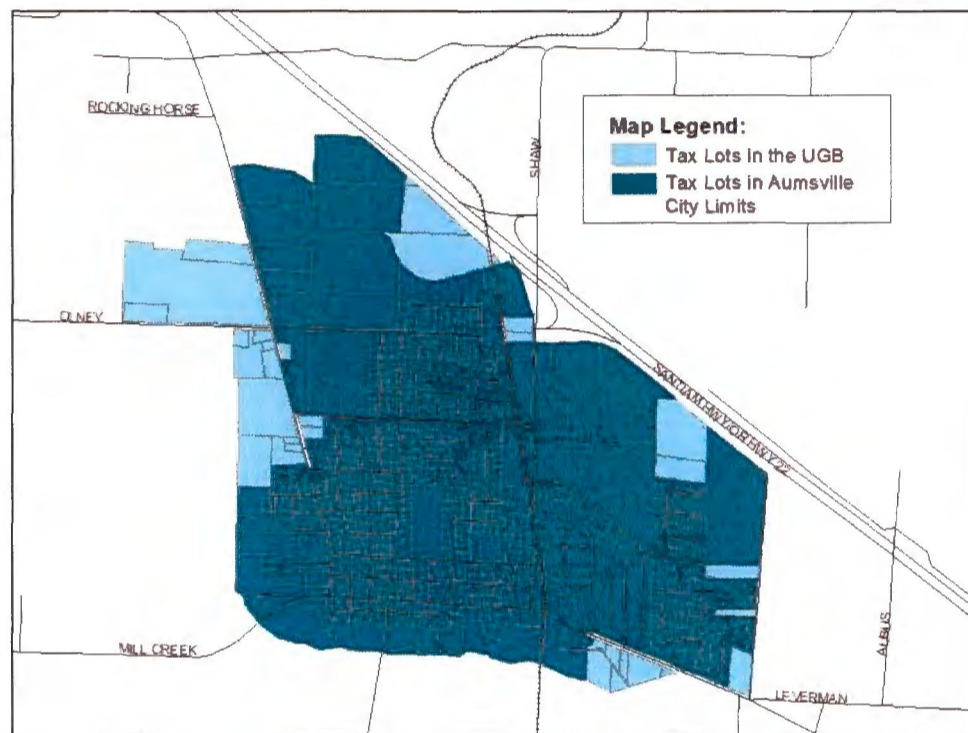 ROCKING HORSE
SHAW
Map Legend:
Tax Lots in the UGB
Tax Lots in Aumsville
City Limits
OLNEY
SANTIAM HWY/OR HWY 22
MILL CREEK
ALBUS
LEVERMAN